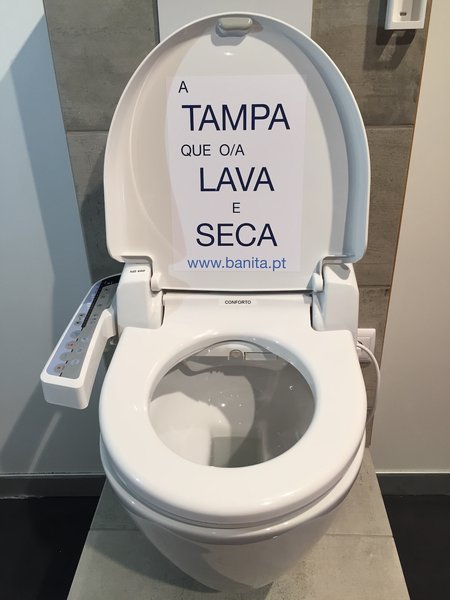 A
TAMPA
QUE O/A
LAVA
E
SECA
www.banita.pt
CONFORTO